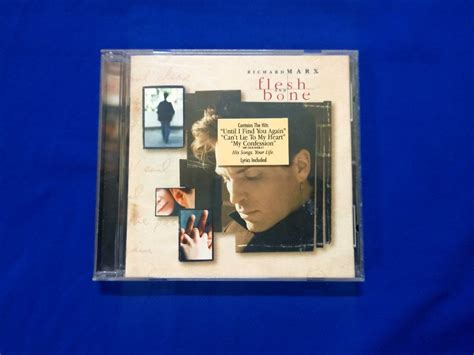 RICHARD MARX
flesh
bone
Contains The Hits
"Until I Find You Again"
"Can't Lie To My Heart"
"My Confession"
His Songs. Your Life.
Lyrics Included